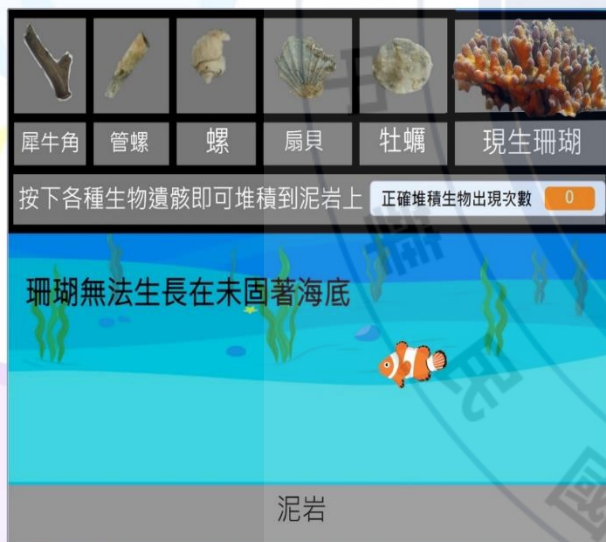 犀牛角 管螺 螺 扇貝 牡蠣 現生珊瑚
按下各種生物遺骸即可堆積到泥岩上 正確堆積生物出現次數 0
珊瑚無法生長在未固著海底
泥岩
民
國